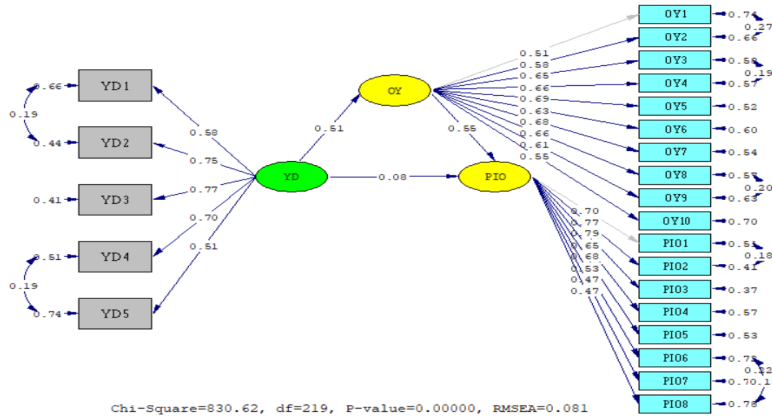 0.66
YD1
0.19
0.44
YD2
0.41
YD3
0.51
YD4
0.19
0.74
YD5
0.58
0.75
0.77
0.70
0.51
YD
0.51
0.08
OY
0.55
PIO
0.51
0.58
0.65
0.66
0.69
0.63
0.68
0.66
0.61
0.55
0.70
0.77
0.79
0.65
0.68
0.53
0.47
0.47
OY1
0.74
0.27
OY2
0.66
OY3
0.58
0.19
OY4
0.57
OY5
0.52
OY6
0.60
OY7
0.54
OY8
0.57
0.20
OY9
0.63
OY10
0.70
PIO1
0.51
0.18
PIO2
0.41
PIO3
0.37
PIO4
0.57
PIO5
0.53
PIO6
0.22
PIO7
0.70
PIO8
0.78
Chi-Square=830.62, df=219, P-value=0.00000, RMSEA=0.081